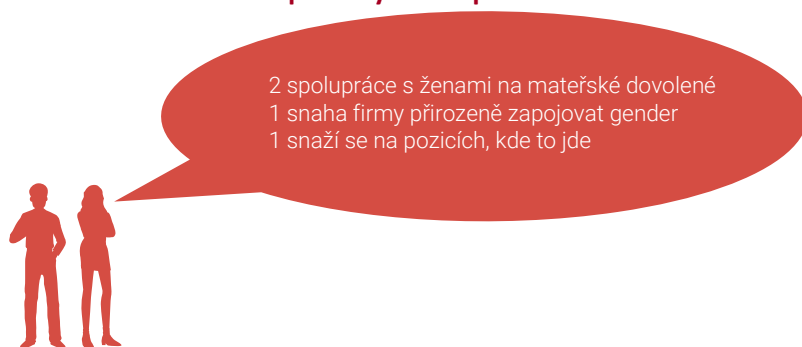 2 spolupráce s ženami na mateřské dovolené
1 snaha firmy přirozeně zapojovat gender
1 snaží se na pozicích, kde to jde